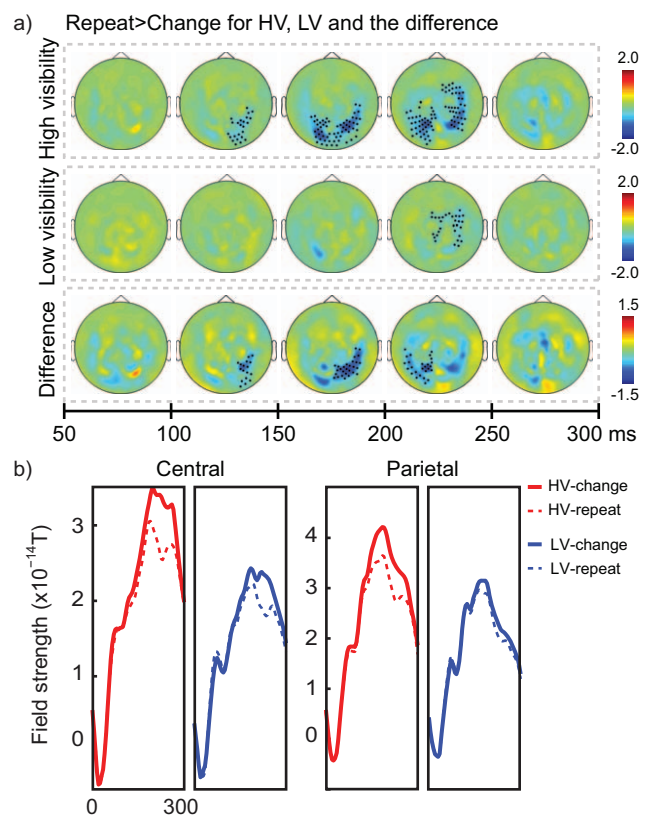 a) Repeat>Change for HV, LV and the difference
High visibility
2.0
-2.0
Low visibility
2.0
-2.0
Difference
1.5
-1.5
50 100 150 200 250 300 ms
b) Central Parietal
HV-change
HV-repeat
LV-change
LV-repeat
Field strength (x10⁻¹⁴T)
3
2
1
0
4
3
2
1
0
0 300